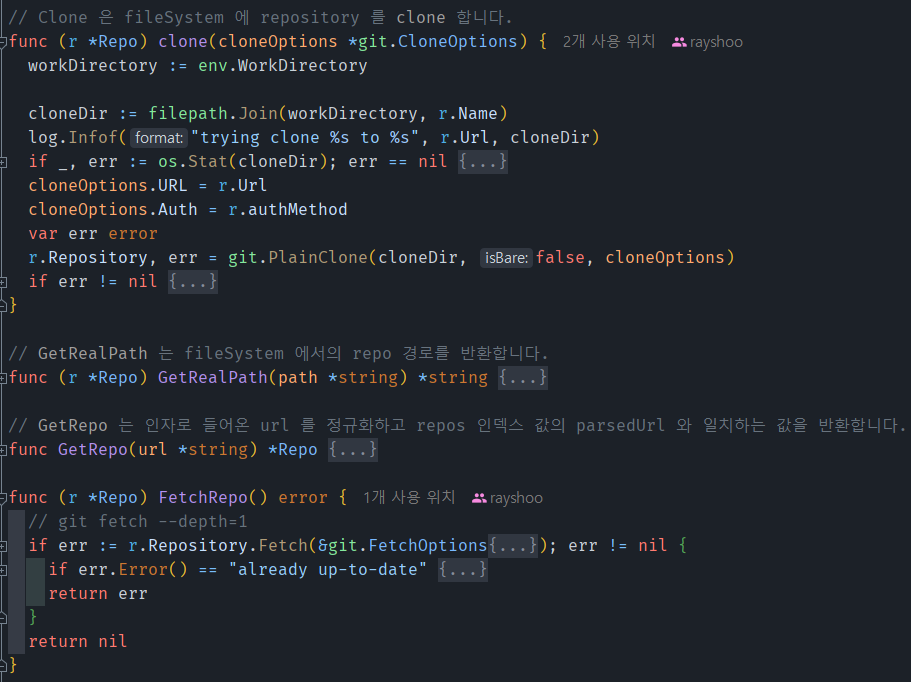 // Clone 은 fileSystem 에 repository 를 clone 합니다.
func (r *Repo) clone(cloneOptions *git.CloneOptions) { 2개 사용 위치 rayshoo
workDirectory := env.WorkDirectory
cloneDir := filepath.Join(workDirectory, r.Name)
log.Infof( format: "trying clone %s to %s", r.Url, cloneDir)
if _, err := os.Stat(cloneDir); err == nil {...}
cloneOptions.URL = r.Url
cloneOptions.Auth = r.authMethod
var err error
r.Repository, err = git.PlainClone(cloneDir, isBare: false, cloneOptions)
if err != nil {...}
}
// GetRealPath 는 fileSystem 에서의 repo 경로를 반환합니다.
func (r *Repo) GetRealPath(path *string) *string {...}
// GetRepo 는 인자로 들어온 url 를 정규화하고 repos 인덱스 값의 parsedUrl 와 일치하는 값을 반환합니다.
func GetRepo(url *string) *Repo {...}
func (r *Repo) FetchRepo() error { 1개 사용 위치 rayshoo
// git fetch --depth=1
if err := r.Repository.Fetch(&git.FetchOptions{...}); err != nil {
if err.Error() == "already up-to-date" {...}
return err
}
return nil
}